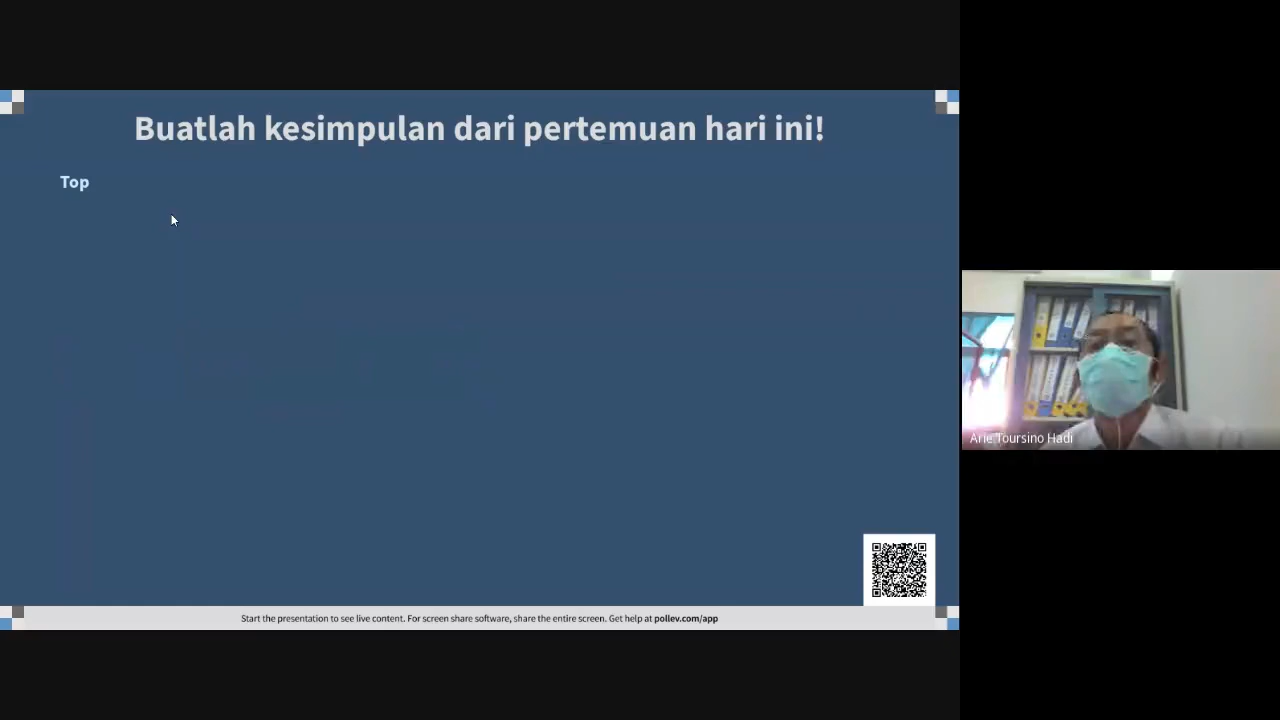 Buatlah kesimpulan dari pertemuan hari ini!
Top
Arie Toursino Hadi
Start the presentation to see live content. For screen share software, share the entire screen. Get help at pollev.com/app